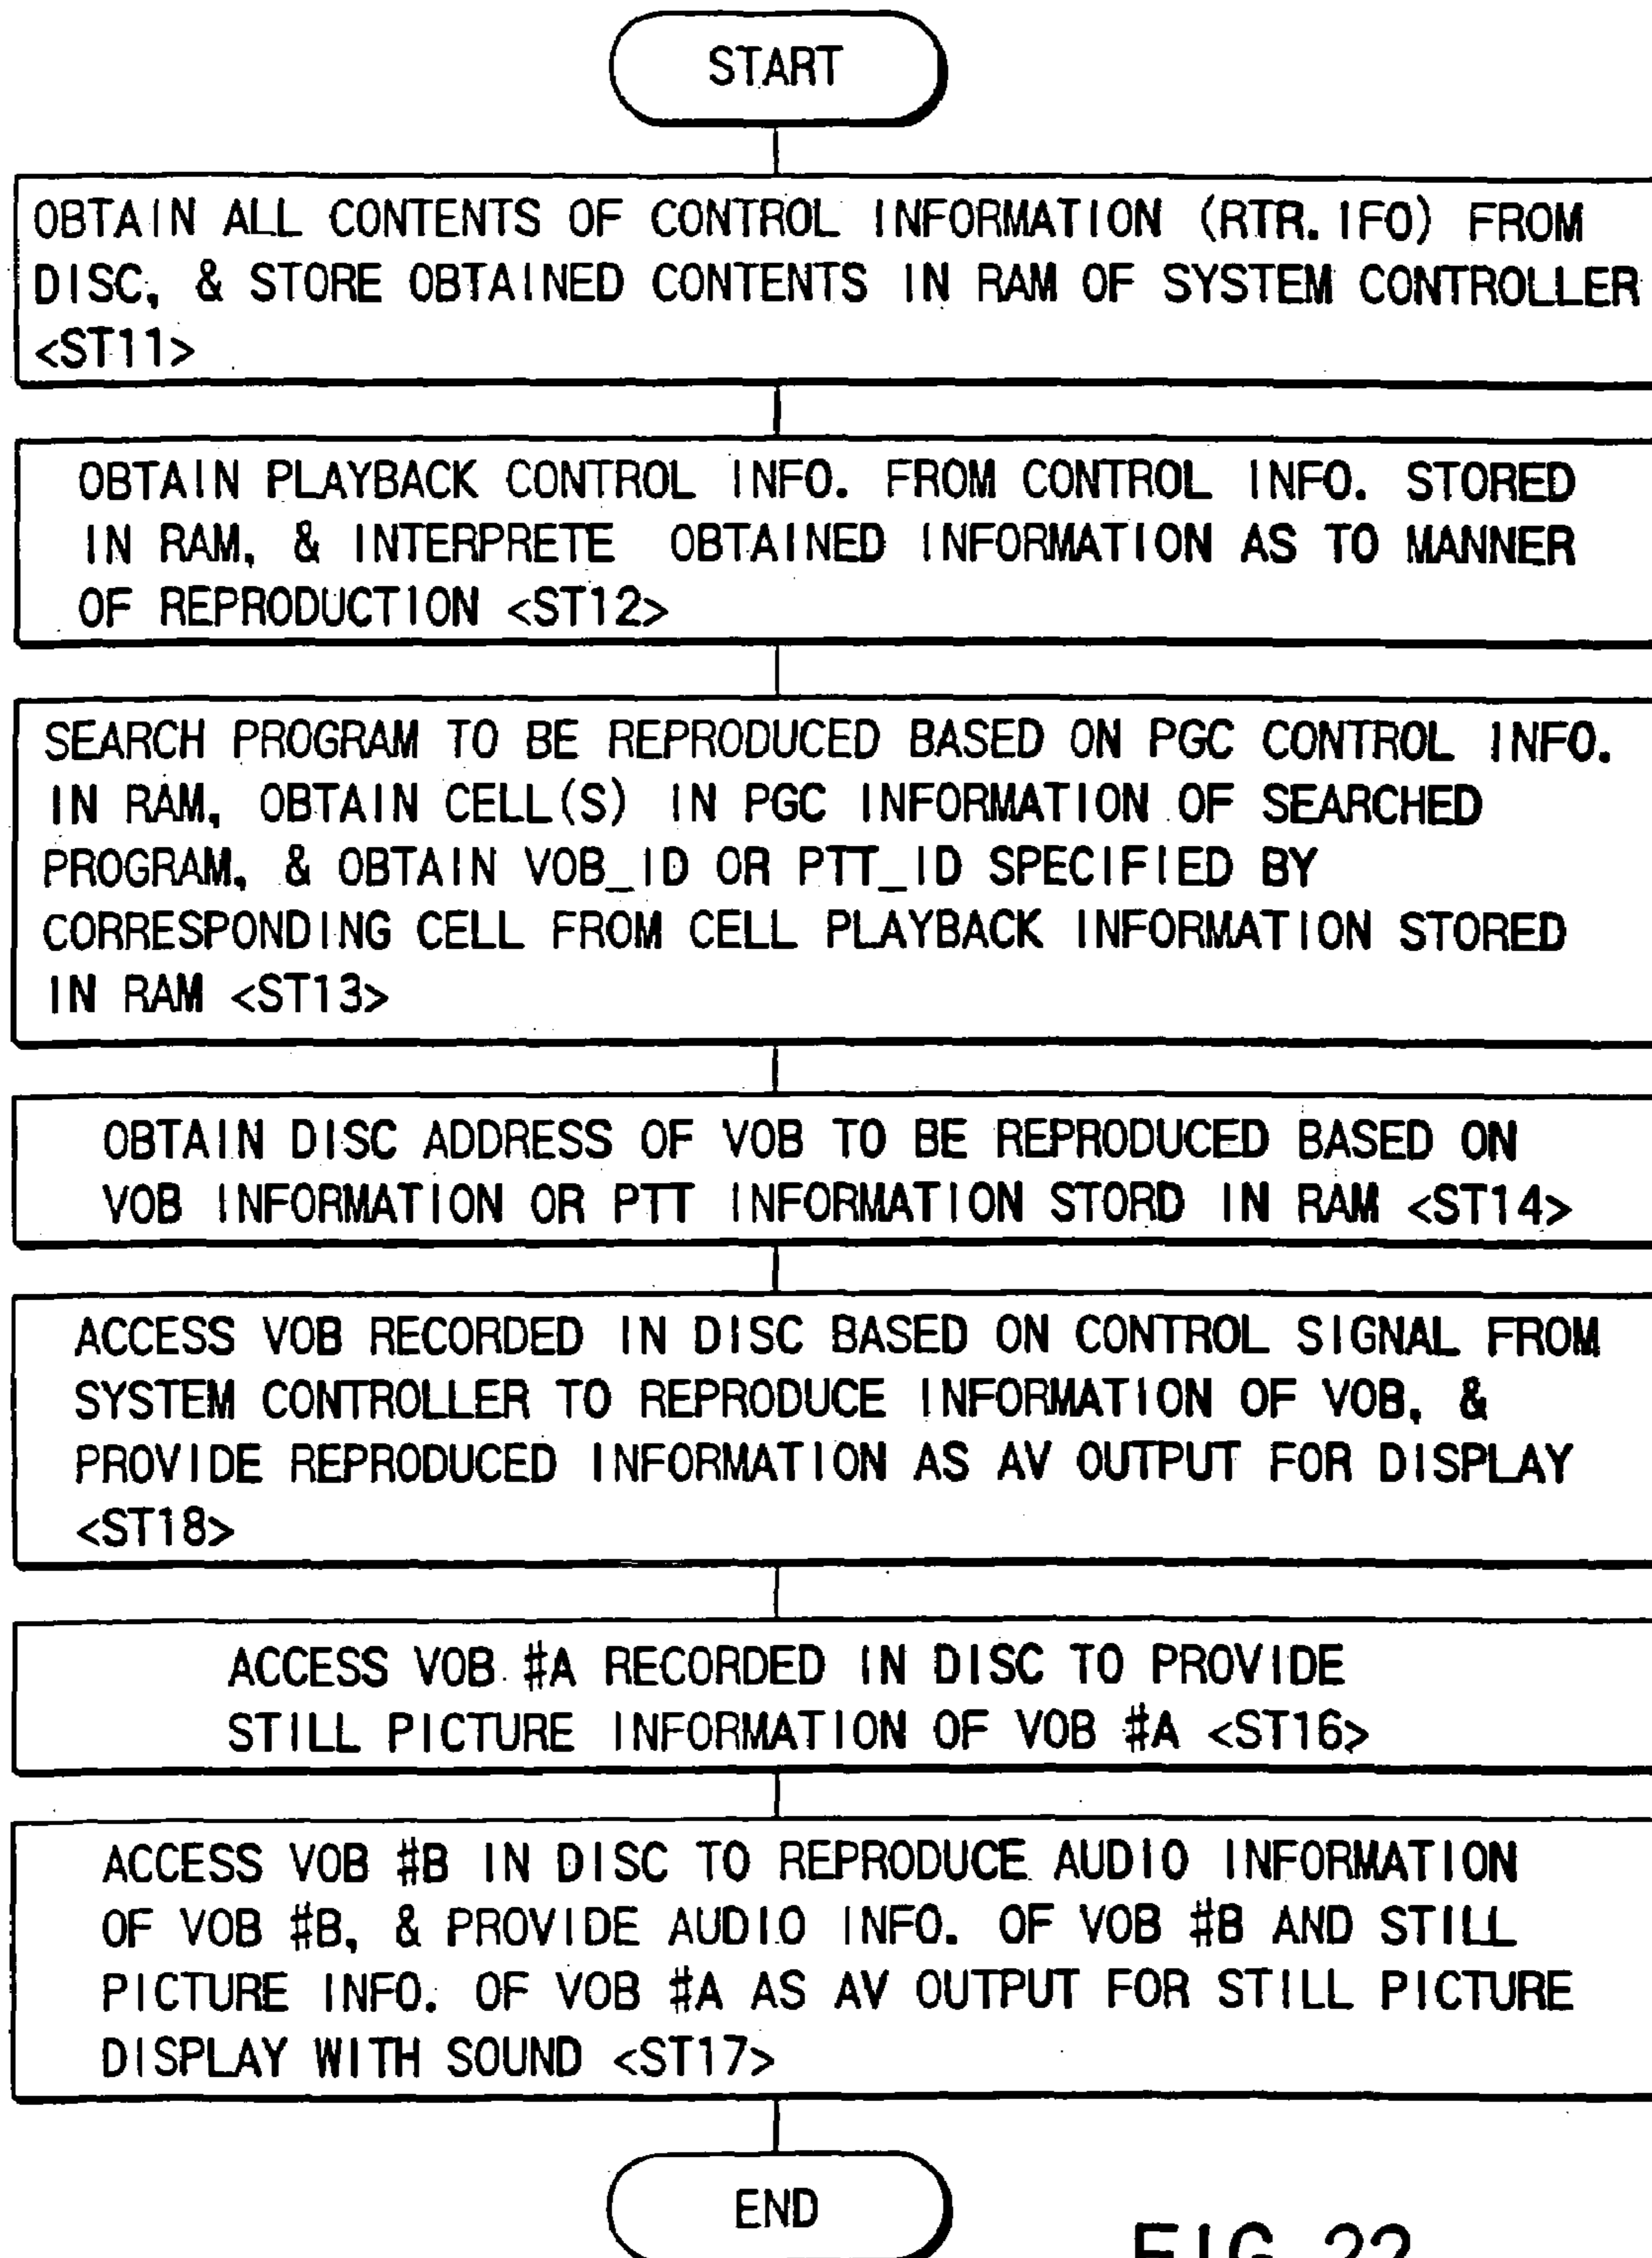 START
OBTAIN ALL CONTENTS OF CONTROL INFORMATION (RTR.IFO) FROM
DISC, & STORE OBTAINED CONTENTS IN RAM OF SYSTEM CONTROLLER
<ST11>
OBTAIN PLAYBACK CONTROL INFO. FROM CONTROL INFO. STORED
IN RAM, & INTERPRETE OBTAINED INFORMATION AS TO MANNER
OF REPRODUCTION <ST12>
SEARCH PROGRAM TO BE REPRODUCED BASED ON PGC CONTROL INFO.
IN RAM, OBTAIN CELL(S) IN PGC INFORMATION OF SEARCHED
PROGRAM, & OBTAIN VOB_ID OR PTT_ID SPECIFIED BY
CORRESPONDING CELL FROM CELL PLAYBACK INFORMATION STORED
IN RAM <ST13>
OBTAIN DISC ADDRESS OF VOB TO BE REPRODUCED BASED ON
VOB INFORMATION OR PTT INFORMATION STORD IN RAM <ST14>
ACCESS VOB RECORDED IN DISC BASED ON CONTROL SIGNAL FROM
SYSTEM CONTROLLER TO REPRODUCE INFORMATION OF VOB, &
PROVIDE REPRODUCED INFORMATION AS AV OUTPUT FOR DISPLAY
<ST18>
ACCESS VOB #A RECORDED IN DISC TO PROVIDE
STILL PICTURE INFORMATION OF VOB #A <ST16>
ACCESS VOB #B IN DISC TO REPRODUCE AUDIO INFORMATION
OF VOB #B, & PROVIDE AUDIO INFO. OF VOB #B AND STILL
PICTURE INFO. OF VOB #A AS AV OUTPUT FOR STILL PICTURE
DISPLAY WITH SOUND <ST17>
END
FIG. 22